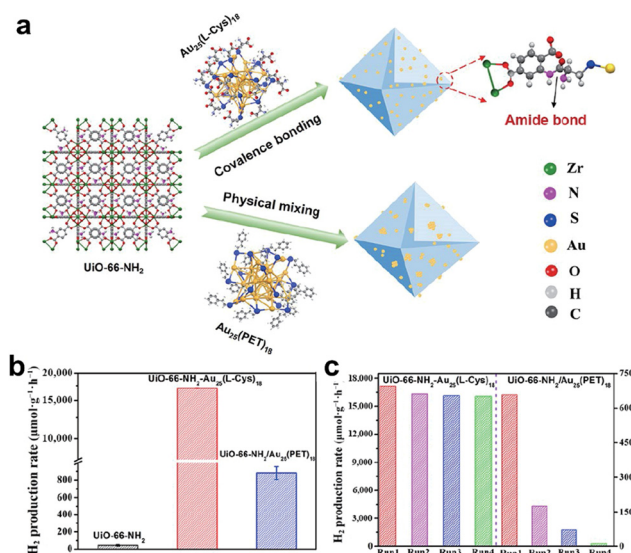 a
Au25(L-Cys)18
Covalence bonding
Amide bond
Physical mixing
UiO-66-NH2
Au25(PET)18
Zr
N
S
Au
O
H
C
b
H2 production rate (μmol·g-1·h-1)
20,000
15,000
10,000
800
600
400
200
0
UiO-66-NH2-Au25(L-Cys)18
UiO-66-NH2/Au25(PET)18
UiO-66-NH2
c
H2 production rate (μmol·g-1·h-1)
18,000
15,000
12,000
9,000
6,000
3,000
0
UiO-66-NH2-Au25(L-Cys)18
UiO-66-NH2/Au25(PET)18
750
600
450
300
150
0
Run1 Run2 Run3 Run4 Run1 Run2 Run3 Run4